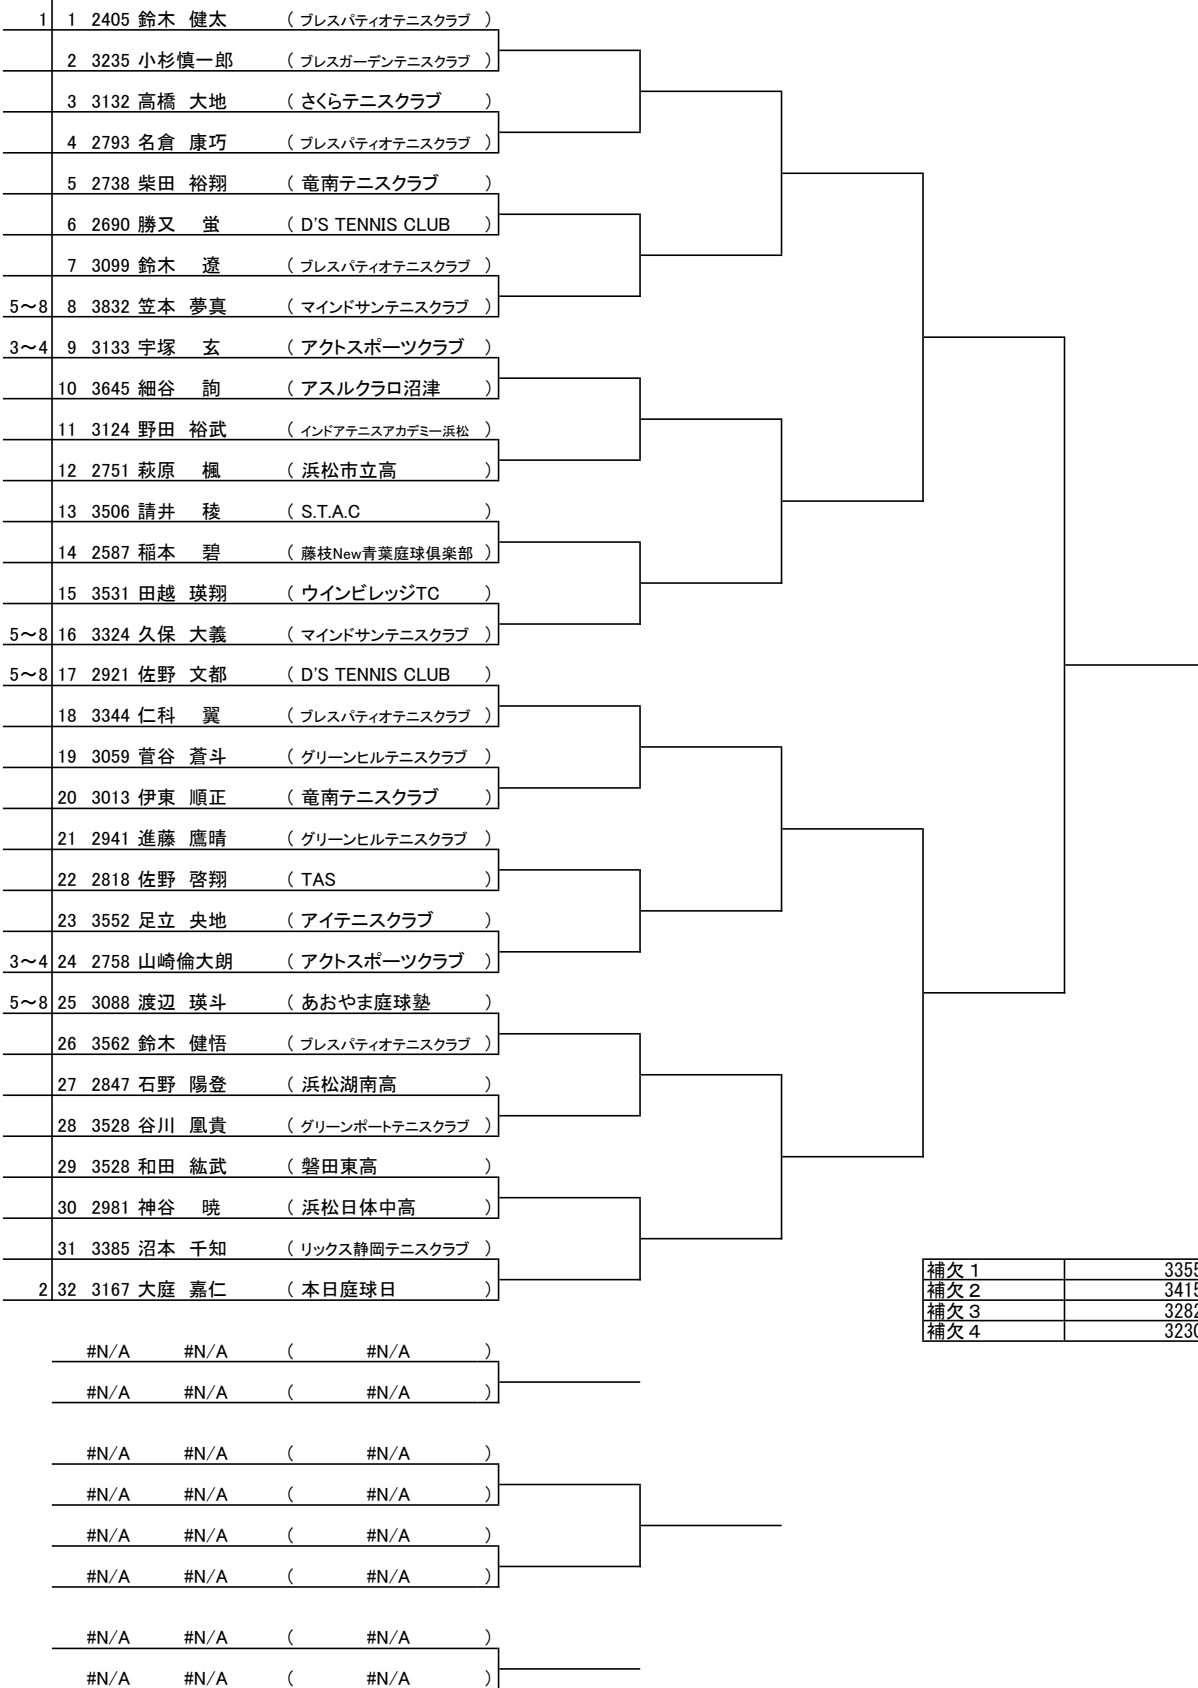 1 1 2405 鈴木 健太 ( ブレスパティオテニスクラブ )
2 3235 小杉慎一郎 ( ブレスガーデンテニスクラブ )
3 3132 高橋 大地 ( さくらテニスクラブ )
4 2793 名倉 康巧 ( ブレスパティオテニスクラブ )
5 2738 柴田 裕翔 ( 竜南テニスクラブ )
6 2690 勝又 蛍 ( D'S TENNIS CLUB )
7 3099 鈴木 遼 ( ブレスパティオテニスクラブ )
5～8 8 3832 笠本 夢真 ( マインドサンテニスクラブ )
3～4 9 3133 宇塚 玄 ( アクトスポーツクラブ )
10 3645 細谷 詢 ( アスルクラロ沼津 )
11 3124 野田 裕武 ( インドアテニスアカデミー浜松 )
12 2751 萩原 楓 ( 浜松市立高 )
13 3506 請井 稜 ( S.T.A.C )
14 2587 稲本 碧 ( 藤枝New青葉庭球倶楽部 )
15 3531 田越 瑛翔 ( ウインビレッジTC )
5～8 16 3324 久保 大義 ( マインドサンテニスクラブ )
5～8 17 2921 佐野 文都 ( D'S TENNIS CLUB )
18 3344 仁科 翼 ( ブレスパティオテニスクラブ )
19 3059 菅谷 蒼斗 ( グリーンヒルテニスクラブ )
20 3013 伊東 順正 ( 竜南テニスクラブ )
21 2941 進藤 鷹晴 ( グリーンヒルテニスクラブ )
22 2818 佐野 啓翔 ( TAS )
23 3552 足立 央地 ( アイテニスクラブ )
3～4 24 2758 山崎倫大朗 ( アクトスポーツクラブ )
5～8 25 3088 渡辺 瑛斗 ( あおやま庭球塾 )
26 3562 鈴木 健悟 ( ブレスパティオテニスクラブ )
27 2847 石野 陽登 ( 浜松湖南高 )
28 3528 谷川 凰貴 ( グリーンポートテニスクラブ )
29 3528 和田 紘武 ( 磐田東高 )
30 2981 神谷 暁 ( 浜松日体中高 )
31 3385 沼本 千知 ( リックス静岡テニスクラブ )
2 32 3167 大庭 嘉仁 ( 本日庭球日 )
補欠１ 3355
補欠２ 3415
補欠３ 3282
補欠４ 3230
#N/A #N/A ( #N/A )
#N/A #N/A ( #N/A )
#N/A #N/A ( #N/A )
#N/A #N/A ( #N/A )
#N/A #N/A ( #N/A )
#N/A #N/A ( #N/A )
#N/A #N/A ( #N/A )
#N/A #N/A ( #N/A )